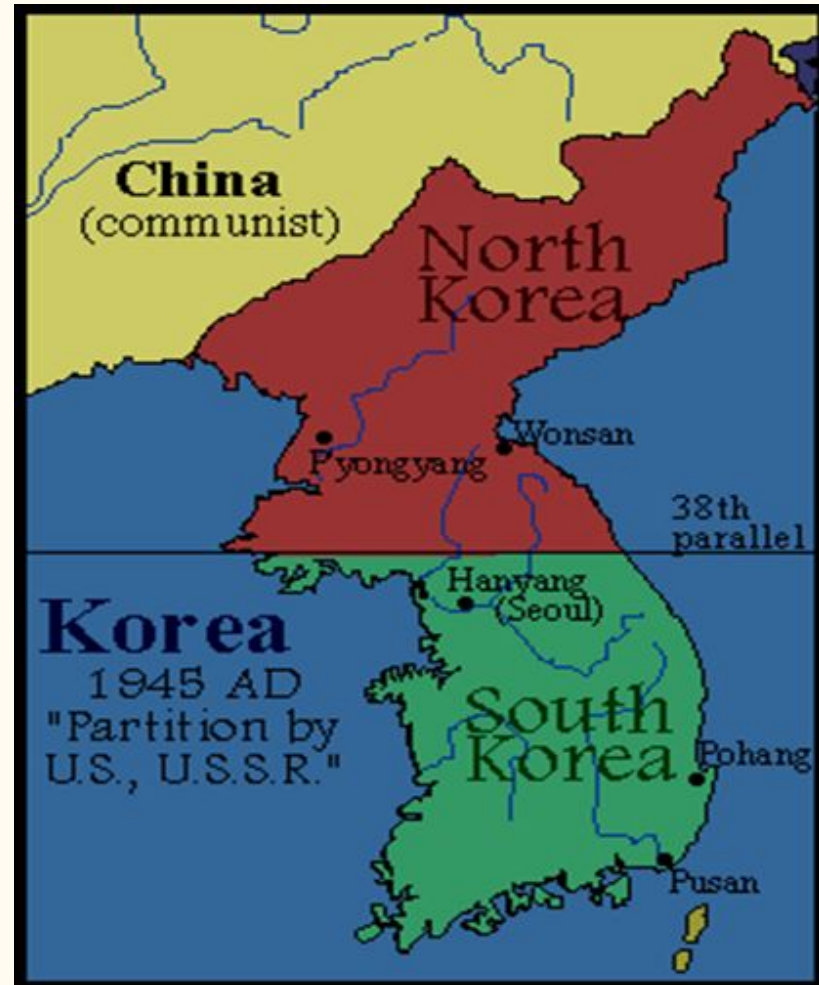 China
(communist)
North
Korea
Wonsan
Pyongyang
38th
parallel
Hanyang
(Seoul)
Korea
1945 AD
"Partition by
U.S., U.S.S.R."
South
Korea
Pohang
Pusan